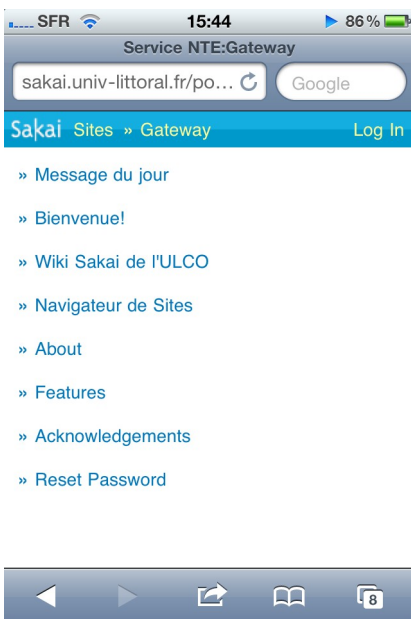 SFR 15:44 86 %
Service NTE:Gateway
sakai.univ-littoral.fr/po... Google
Sakai Sites » Gateway Log In
» Message du jour
» Bienvenue!
» Wiki Sakai de l'ULCO
» Navigateur de Sites
» About
» Features
» Acknowledgements
» Reset Password
8